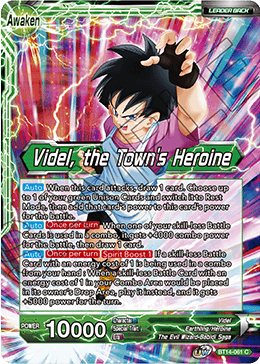 LEADER BACK
Awaken
Videl, the Town's Heroine
Auto When this card attacks, draw 1 card. Choose up
to 1 of your green Unison Cards and switch it to Rest
Mode, then add that card's power to this card's power
for the battle.
Auto Once per turn When one of your skill-less Battle
Cards is used in a combo, it gets +4000 combo power
for the battle, then draw 1 card.
Auto Once per turn Spirit Boost 1 If a skill-less Battle
Card with an energy cost of 1 is being used in a combo
from your hand / When a skill-less Battle Card with an
energy cost of 1 in your Combo Area would be placed
in its owner's Drop Area, play it instead, and it gets
+5000 power for the turn.
POWER 10000
Character Videl
Special Trait Earthling/Heroine
Era The Evil Wizard-Babidi Saga
BT14-061 C